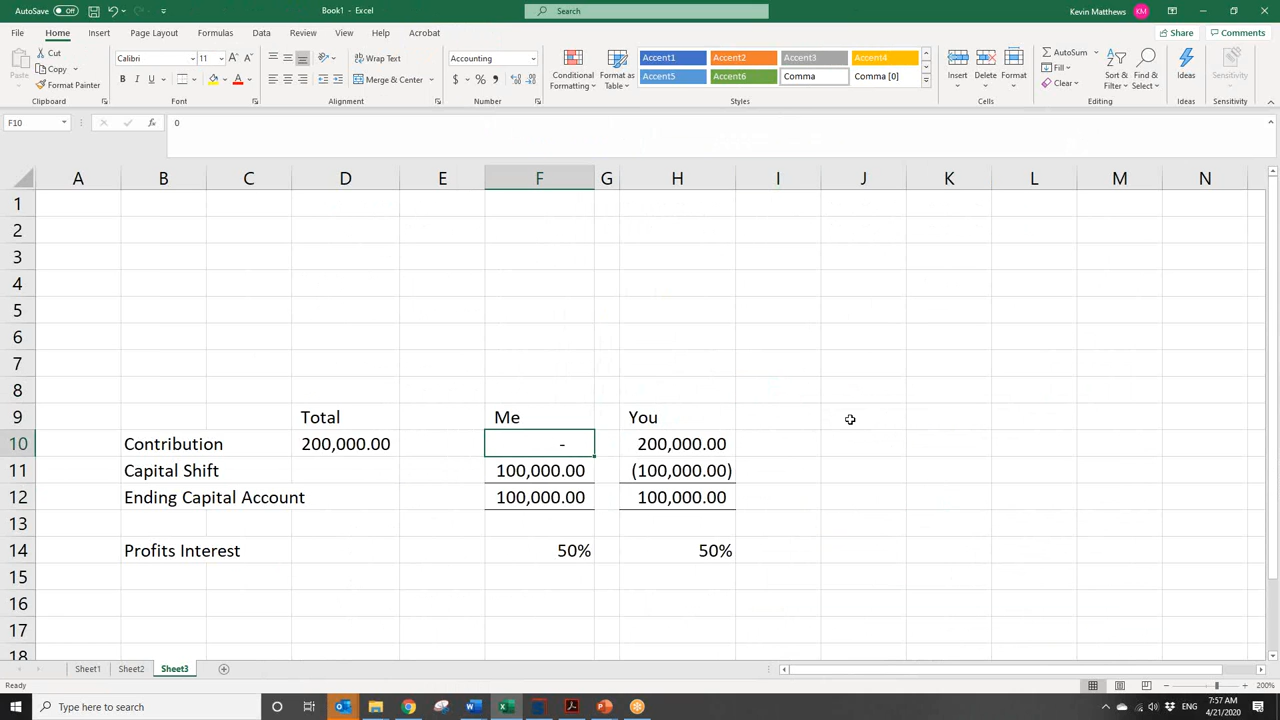 AutoSave Off Book1 - Excel Search Kevin Matthews KM
File Home Insert Page Layout Formulas Data Review View Help Acrobat Share Comments
Paste Cut Copy Format Painter
Calibri 11 A A
B I U A
Wrap Text
Merge & Center
Accounting
$ % ,
Conditional Formatting
Format as Table
Accent1 Accent2 Accent3 Accent4
Accent5 Accent6 Comma Comma [0]
Insert Delete Format
AutoSum
Fill
Clear
Sort & Filter
Find & Select
Ideas
Sensitivity
Clipboard Font Alignment Number Styles Cells Editing Ideas Sensitivity
F10 fx 0
A B C D E F G H I J K L M N
1
2
3
4
5
6
7
8
9 Total Me You
10 Contribution 200,000.00 - 200,000.00
11 Capital Shift 100,000.00 (100,000.00)
12 Ending Capital Account 100,000.00 100,000.00
13
14 Profits Interest 50% 50%
15
16
17
18
Sheet1 Sheet2 Sheet3
Ready 200%
Type here to search ENG 7:57 AM
4/21/2020